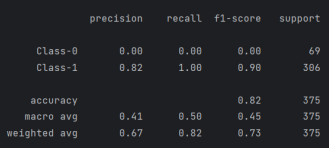 precision recall f1-score support
Class-0 0.00 0.00 0.00 69
Class-1 0.82 1.00 0.90 306
accuracy 0.82 375
macro avg 0.41 0.50 0.45 375
weighted avg 0.67 0.82 0.73 375